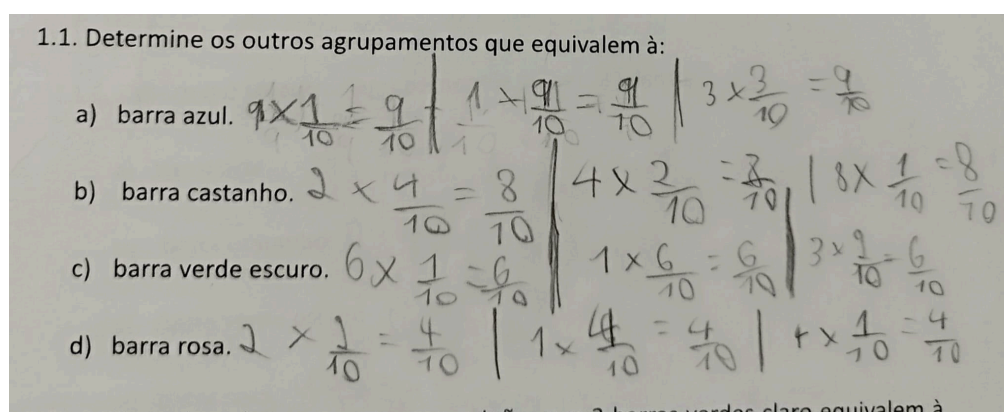 1.1. Determine os outros agrupamentos que equivalem à:
a) barra azul. 9 × 1/10 = 9/10 | 1 × 9/10 = 9/10 | 3 × 3/10 = 9/10
b) barra castanho. 2 × 4/10 = 8/10 | 4 × 2/10 = 8/10 | 8 × 1/10 = 8/10
c) barra verde escuro. 6 × 1/10 = 6/10 | 1 × 6/10 = 6/10 | 3 × 2/10 = 6/10
d) barra rosa. 2 × 2/10 = 4/10 | 1 × 4/10 = 4/10 | 4 × 1/10 = 4/10
verdes claro equivalem à